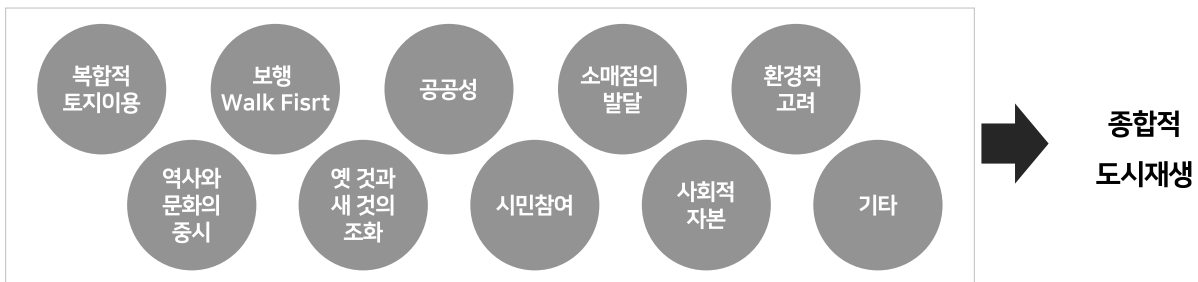 복합적
토지이용
보행
Walk Fisrt
공공성
소매점의
발달
환경적
고려
역사와
문화의
중시
옛 것과
새 것의
조화
시민참여
사회적
자본
기타
종합적
도시재생